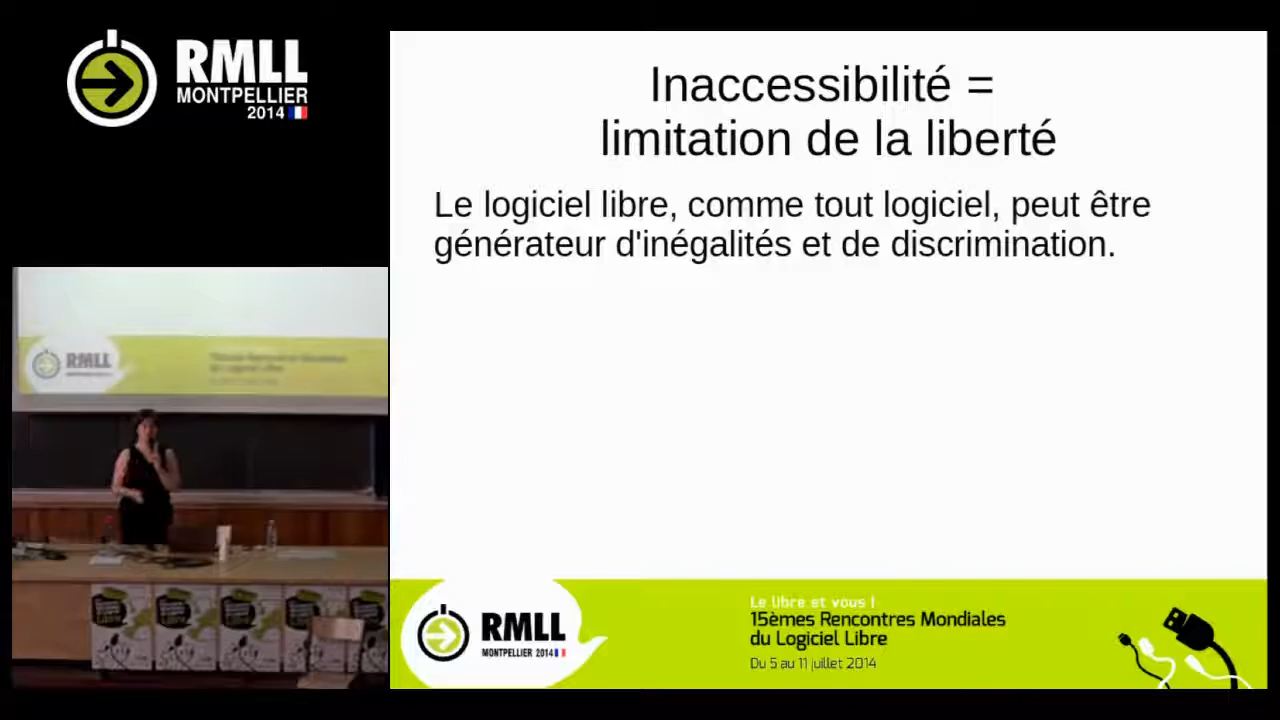 RMLL
MONTPELLIER
2014
Inaccessibilité =
limitation de la liberté
Le logiciel libre, comme tout logiciel, peut être
générateur d'inégalités et de discrimination.
RMLL
RMLL
MONTPELLIER 2014
Le libre et vous !
15èmes Rencontres Mondiales
du Logiciel Libre
Du 5 au 11 juillet 2014